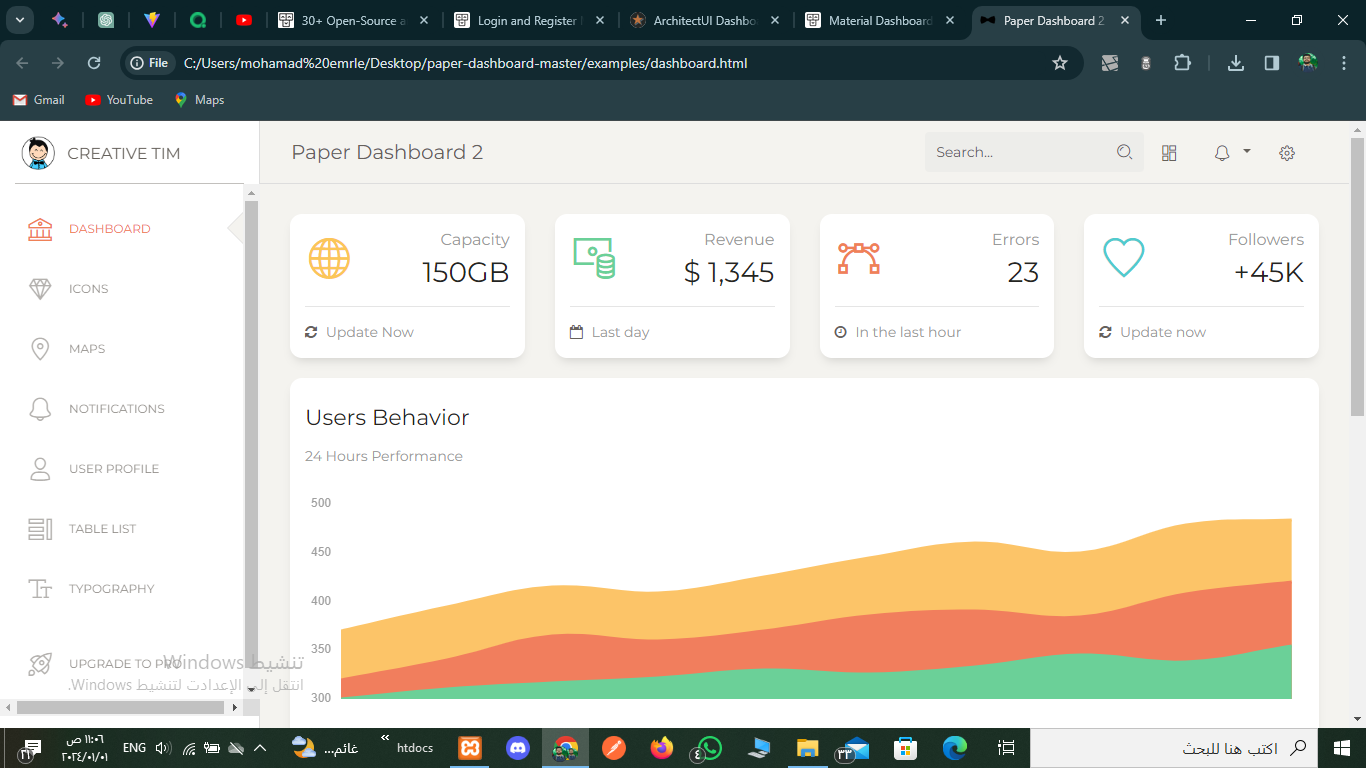 30+ Open-Source a
Login and Register
ArchitectUI Dashbo
Material Dashboard
Paper Dashboard 2
File
C:/Users/mohamad%20emrle/Desktop/paper-dashboard-master/examples/dashboard.html
Gmail
YouTube
Maps
CREATIVE TIM
Paper Dashboard 2
Search...
DASHBOARD
ICONS
MAPS
NOTIFICATIONS
USER PROFILE
TABLE LIST
TYPOGRAPHY
UPGRADE TO PRO
Capacity
150GB
Update Now
Revenue
$ 1,345
Last day
Errors
23
In the last hour
Followers
+45K
Update now
Users Behavior
24 Hours Performance
500
450
400
350
300
تنشيط Windows
انتقل إلى الإعدادات لتنشيط Windows.
٢١
١١:٠٦ ص
٢٠٢٤/٠١/٠١
ENG
غائم...
htdocs
٤
٢٣
اكتب هنا للبحث